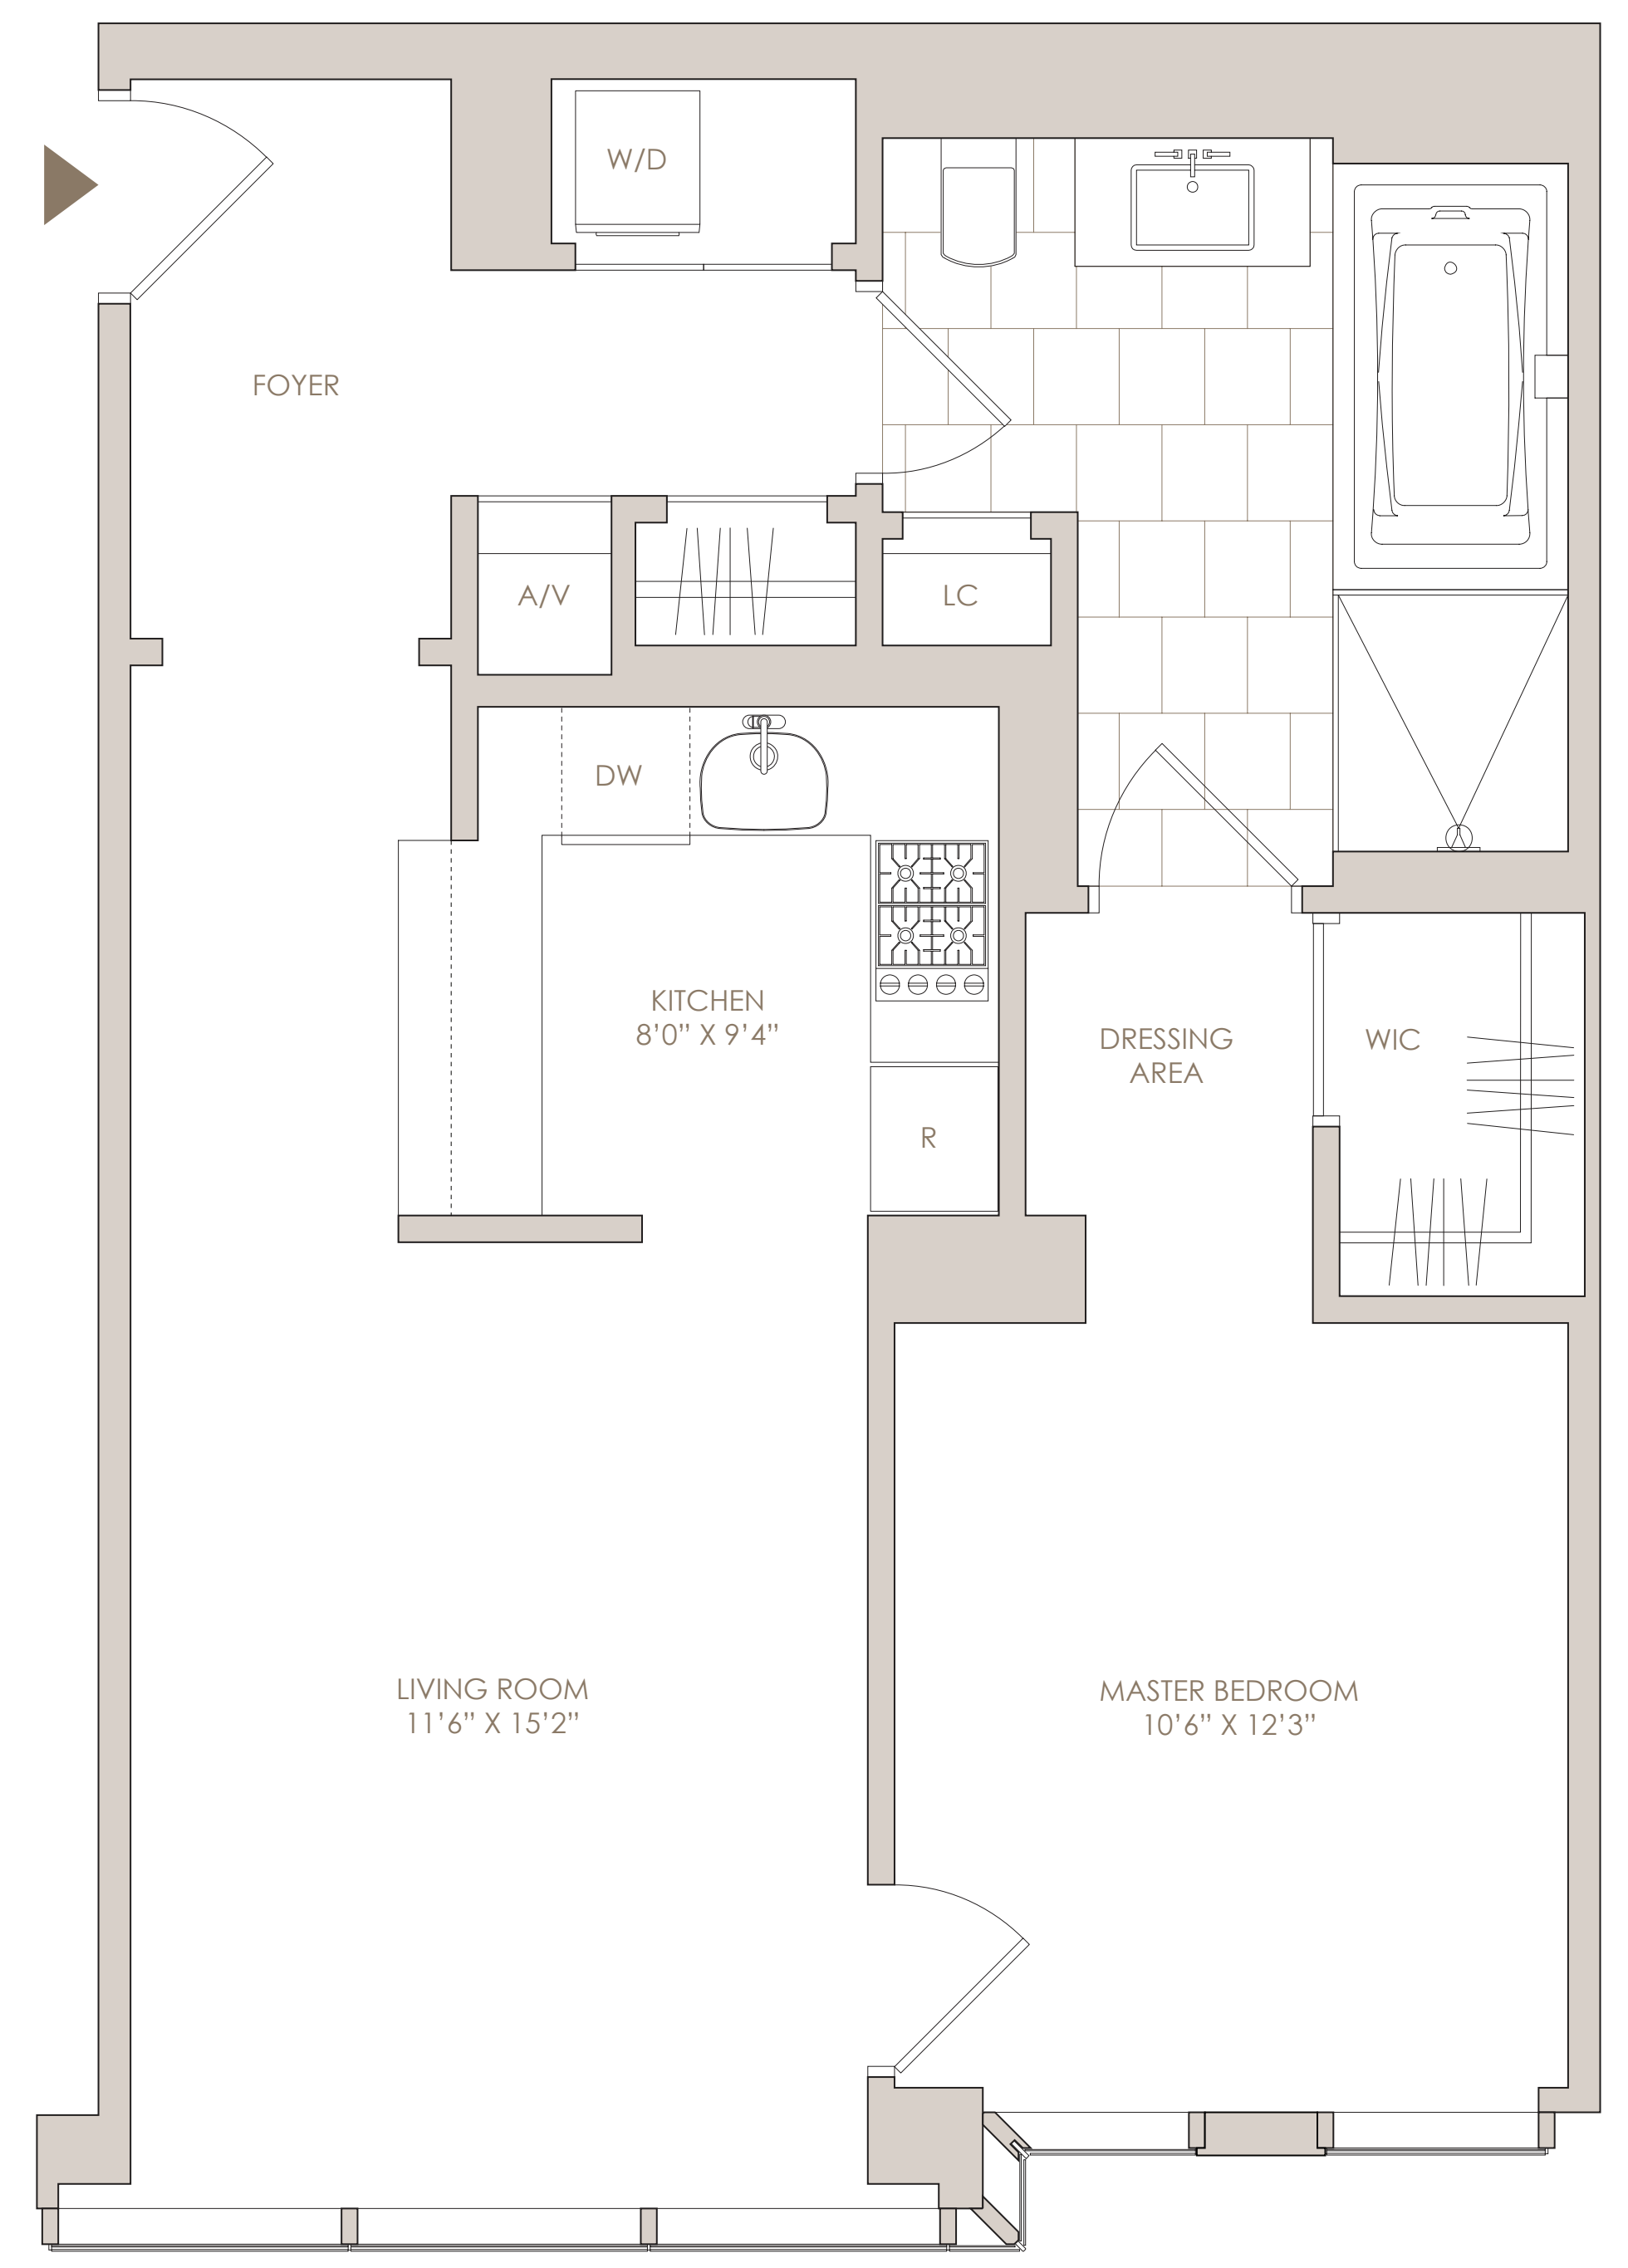 W/D
FOYER
A/V
LC
DW
KITCHEN
8’0” X 9’4”
DRESSING
AREA
WIC
R
LIVING ROOM
11’6” X 15’2”
MASTER BEDROOM
10’6” X 12’3”